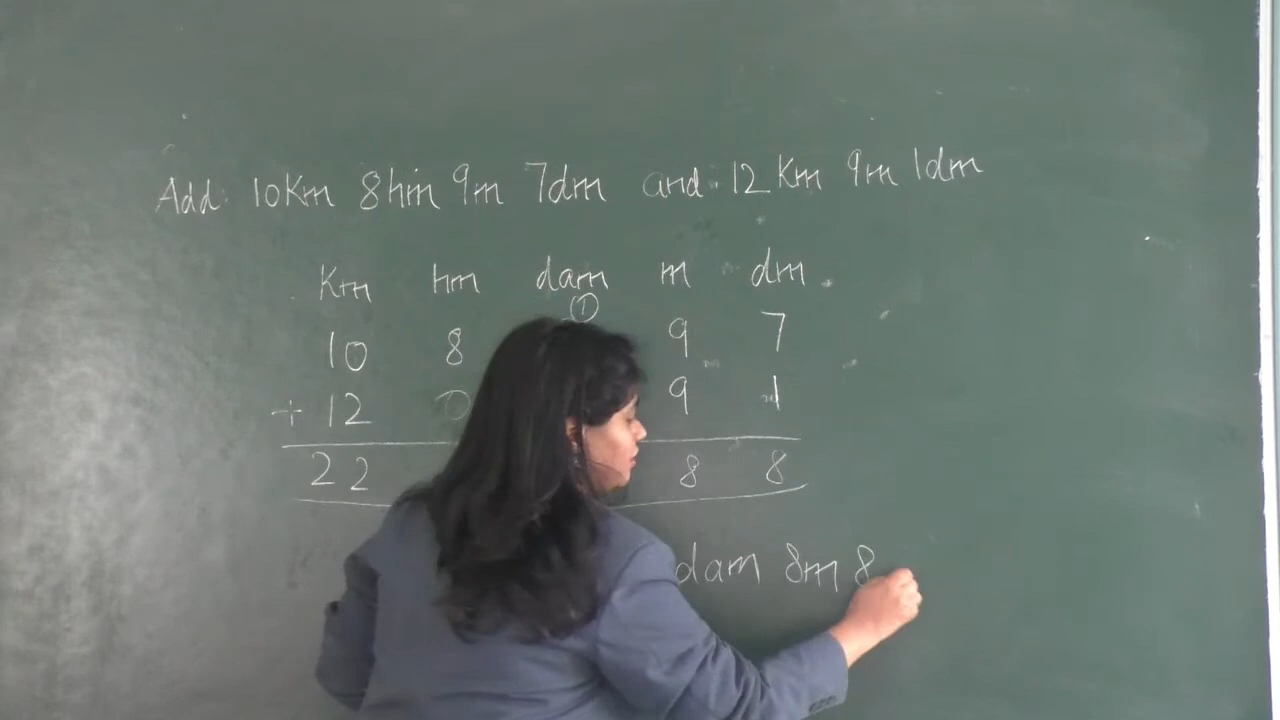 Add: 10Km 8hm 9m 7dm and 12 Km 9m 1dm
Km hm dam m dm
①
10 8 9 7
+ 12 0 9 1
22 8 8
dam 8m 8